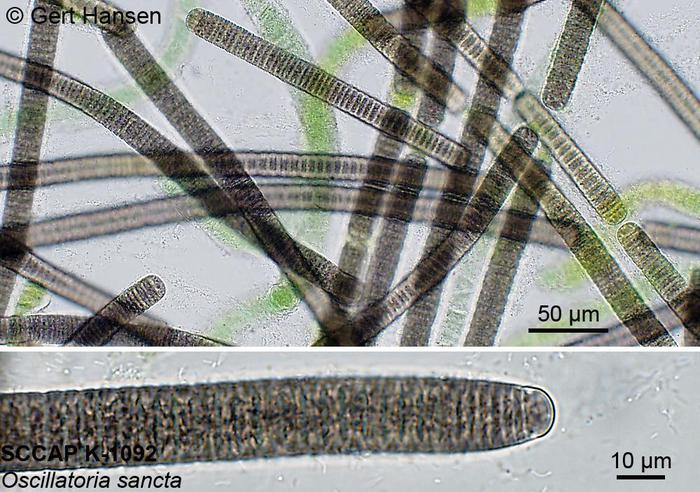 © Gert Hansen
50 µm
SCCAP K-1092
Oscillatoria sancta
10 µm